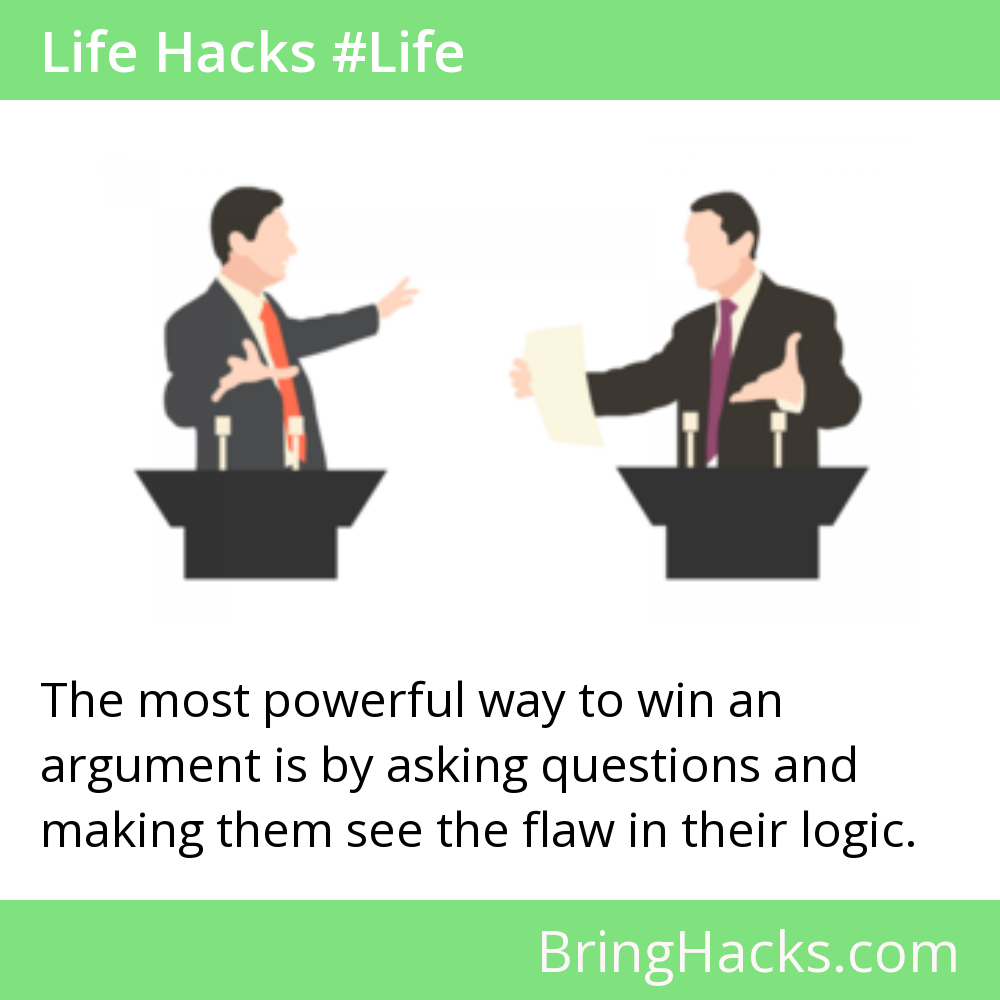 Life Hacks #Life
The most powerful way to win an
argument is by asking questions and
making them see the flaw in their logic.
BringHacks.com